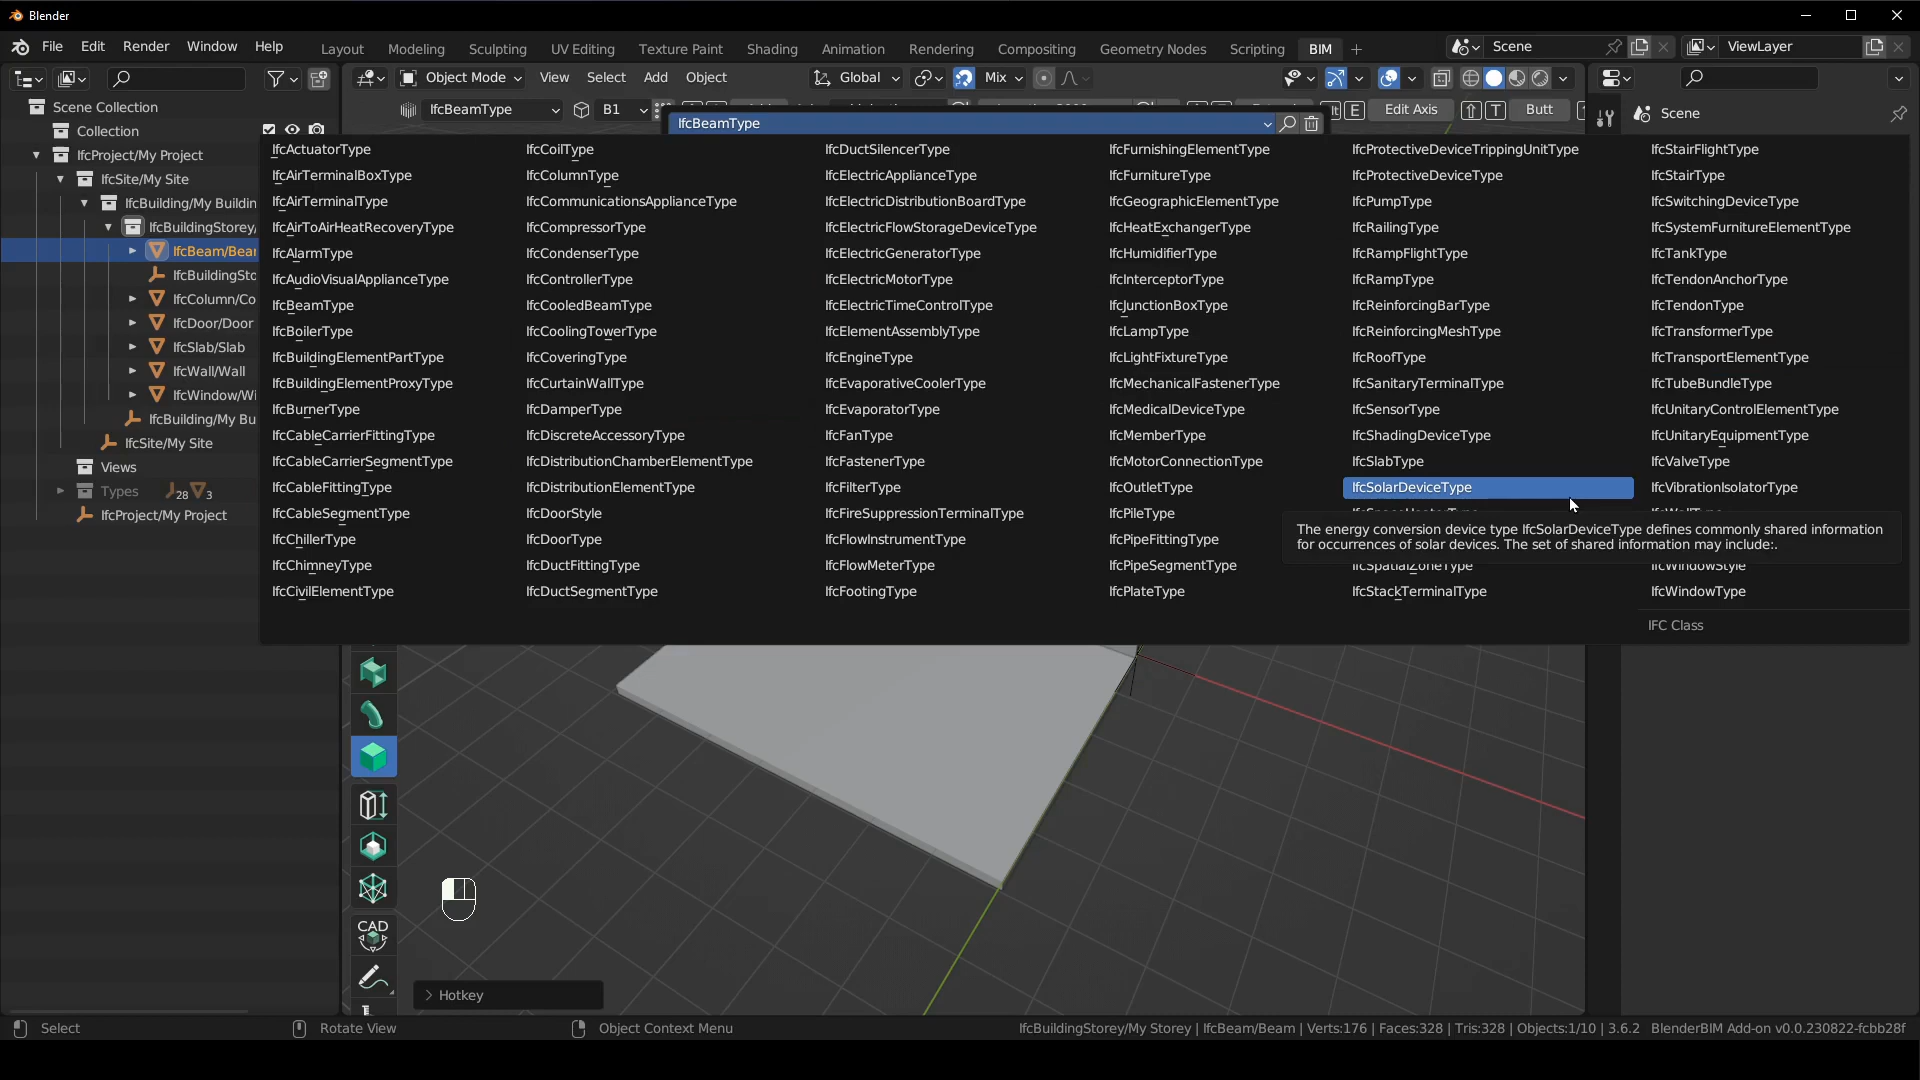 Blender
File Edit Render Window Help
Layout Modeling Sculpting UV Editing Texture Paint Shading Animation Rendering Compositing Geometry Nodes Scripting BIM
Scene
ViewLayer
Object Mode View Select Add Object
Global
Mix
IfcBeamType
B1
E
Edit Axis
T
Butt
Scene
IfcBeamType
Scene Collection
Collection
IfcProject/My Project
IfcSite/My Site
IfcBuilding/My Buildin
IfcBuildingStorey/
IfcBeam/Bear
IfcBuildingSto
IfcColumn/Co
IfcDoor/Door
IfcSlab/Slab
IfcWall/Wall
IfcWindow/Wi
IfcBuilding/My Bu
IfcSite/My Site
Views
Types 28 3
IfcProject/My Project
IfcActuatorType
IfcAirTerminalBoxType
IfcAirTerminalType
IfcAirToAirHeatRecoveryType
IfcAlarmType
IfcAudioVisualApplianceType
IfcBeamType
IfcBoilerType
IfcBuildingElementPartType
IfcBuildingElementProxyType
IfcBurnerType
IfcCableCarrierFittingType
IfcCableCarrierSegmentType
IfcCableFittingType
IfcCableSegmentType
IfcChillerType
IfcChimneyType
IfcCivilElementType
IfcCoilType
IfcColumnType
IfcCommunicationsApplianceType
IfcCompressorType
IfcCondenserType
IfcControllerType
IfcCooledBeamType
IfcCoolingTowerType
IfcCoveringType
IfcCurtainWallType
IfcDamperType
IfcDiscreteAccessoryType
IfcDistributionChamberElementType
IfcDistributionElementType
IfcDoorStyle
IfcDoorType
IfcDuctFittingType
IfcDuctSegmentType
IfcDuctSilencerType
IfcElectricApplianceType
IfcElectricDistributionBoardType
IfcElectricFlowStorageDeviceType
IfcElectricGeneratorType
IfcElectricMotorType
IfcElectricTimeControlType
IfcElementAssemblyType
IfcEngineType
IfcEvaporativeCoolerType
IfcEvaporatorType
IfcFanType
IfcFastenerType
IfcFilterType
IfcFireSuppressionTerminalType
IfcFlowInstrumentType
IfcFlowMeterType
IfcFootingType
IfcFurnishingElementType
IfcFurnitureType
IfcGeographicElementType
IfcHeatExchangerType
IfcHumidifierType
IfcInterceptorType
IfcJunctionBoxType
IfcLampType
IfcLightFixtureType
IfcMechanicalFastenerType
IfcMedicalDeviceType
IfcMemberType
IfcMotorConnectionType
IfcOutletType
IfcPileType
IfcPipeFittingType
IfcPipeSegmentType
IfcPlateType
IfcProtectiveDeviceTrippingUnitType
IfcProtectiveDeviceType
IfcPumpType
IfcRailingType
IfcRampFlightType
IfcRampType
IfcReinforcingBarType
IfcReinforcingMeshType
IfcRoofType
IfcSanitaryTerminalType
IfcSensorType
IfcShadingDeviceType
IfcSlabType
IfcSolarDeviceType
The energy conversion device type IfcSolarDeviceType defines commonly shared information
for occurrences of solar devices. The set of shared information may include:.
IfcSpatialZoneType
IfcStackTerminalType
IfcStairFlightType
IfcStairType
IfcSwitchingDeviceType
IfcSystemFurnitureElementType
IfcTankType
IfcTendonAnchorType
IfcTendonType
IfcTransformerType
IfcTransportElementType
IfcTubeBundleType
IfcUnitaryControlElementType
IfcUnitaryEquipmentType
IfcValveType
IfcVibrationIsolatorType
IfcWindowStyle
IfcWindowType
IFC Class
CAD
Hotkey
Select
Rotate View
Object Context Menu
IfcBuildingStorey/My Storey | IfcBeam/Beam | Verts:176 | Faces:328 | Tris:328 | Objects:1/10 | 3.6.2 BlenderBIM Add-on v0.0.230822-fcbb28f